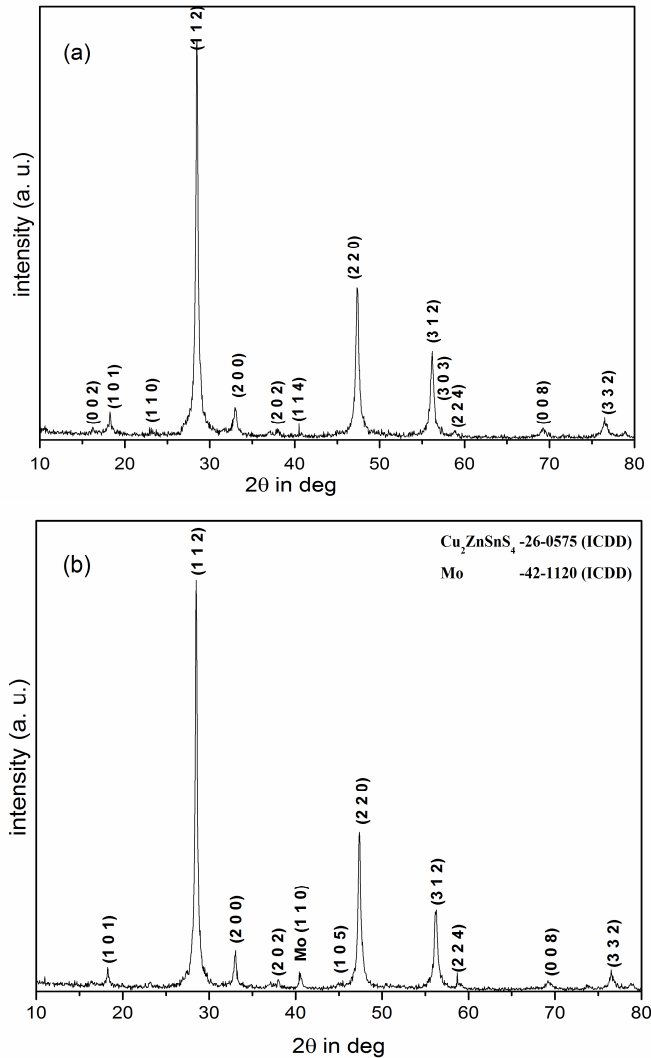 (a)
intensity (a. u.)
(0 0 2)
(1 0 1)
(1 1 0)
(1 1 2)
(2 0 0)
(2 0 2)
(1 1 4)
(2 2 0)
(3 1 2)
(3 0 3)
(2 2 4)
(0 0 8)
(3 3 2)
10 20 30 40 50 60 70 80
2θ in deg
(b)
Cu₂ZnSnS₄ -26-0575 (ICDD)
Mo -42-1120 (ICDD)
intensity (a. u.)
(1 0 1)
(1 1 2)
(2 0 0)
(2 0 2)
Mo (1 1 0)
(1 0 5)
(2 2 0)
(3 1 2)
(2 2 4)
(0 0 8)
(3 3 2)
10 20 30 40 50 60 70 80
2θ in deg